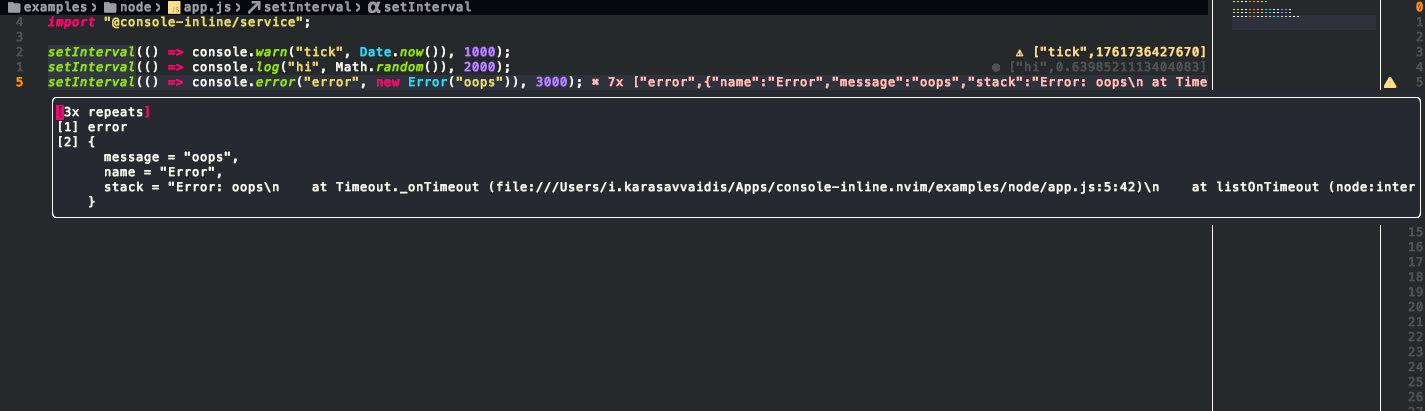 examples > node > app.js > setInterval > setInterval
4 import "@console-inline/service";
3
2 setInterval(() => console.warn("tick", Date.now()), 1000); ⚠ ["tick",1761736427670]
1 setInterval(() => console.log("hi", Math.random()), 2000); ● ["hi",0.6398521113404083]
5 setInterval(() => console.error("error", new Error("oops")), 3000); ✖ 7x ["error",{"name":"Error","message":"oops","stack":"Error: oops\n at Time
[3x repeats]
[1] error
[2] {
message = "oops",
name = "Error",
stack = "Error: oops\n    at Timeout._onTimeout (file:///Users/i.karasavvaidis/Apps/console-inline.nvim/examples/node/app.js:5:42)\n    at listOnTimeout (node:inter
}
0
1
2
3
4
5
15
16
17
18
19
20
21
22
23
24
25
26
27